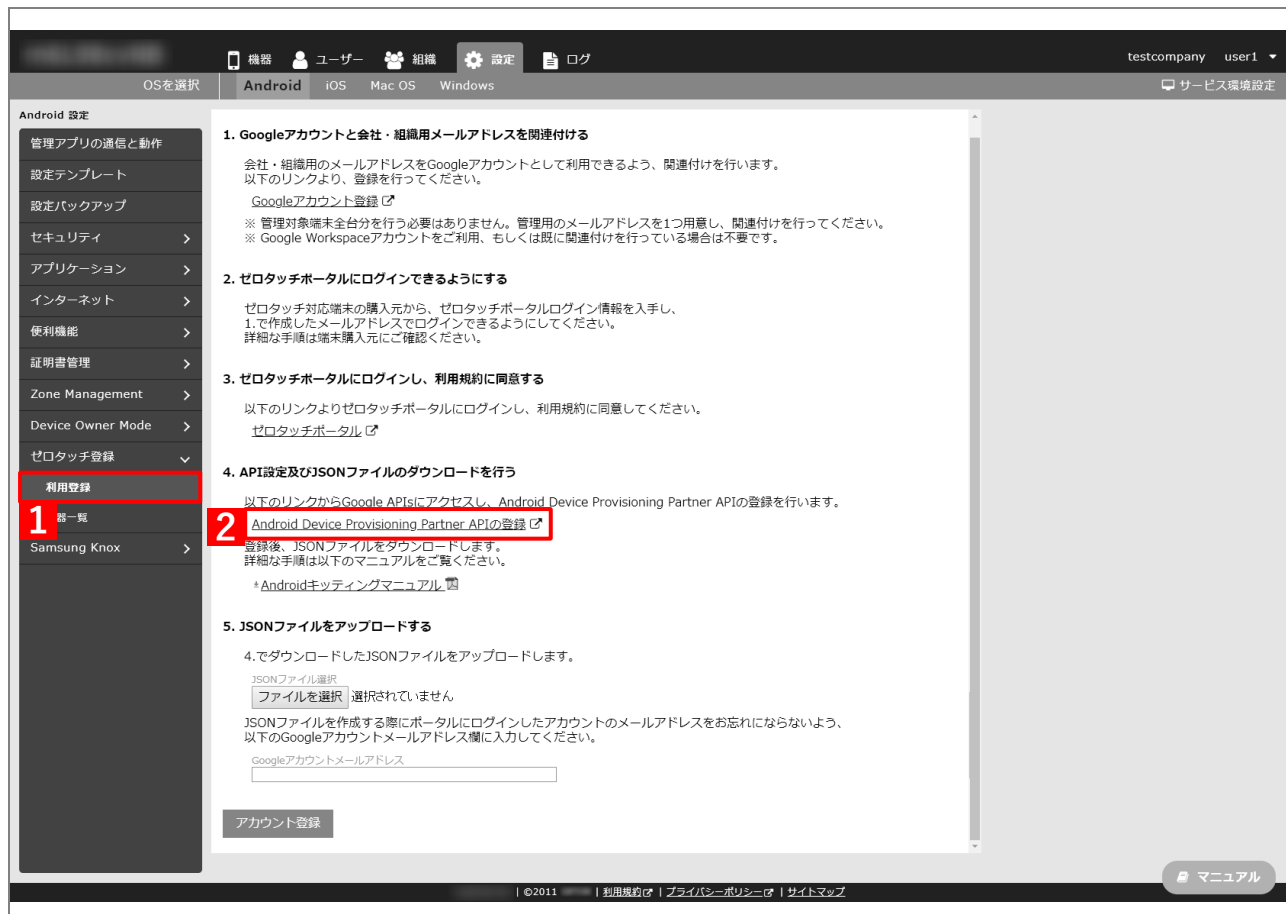 機器 ユーザー 組織 設定 ログ testcompany user1
OSを選択 Android iOS Mac OS Windows サービス環境設定
Android 設定
管理アプリの通信と動作
設定テンプレート
設定バックアップ
セキュリティ
アプリケーション
インターネット
便利機能
証明書管理
Zone Management
Device Owner Mode
ゼロタッチ登録
利用登録
1
器一覧
Samsung Knox
1. Googleアカウントと会社・組織用メールアドレスを関連付ける
会社・組織用のメールアドレスをGoogleアカウントとして利用できるよう、関連付けを行います。
以下のリンクより、登録を行ってください。
Googleアカウント登録
※ 管理対象端末全台分を行う必要はありません。管理用のメールアドレスを1つ用意し、関連付けを行ってください。
※ Google Workspaceアカウントをご利用、もしくは既に関連付けを行っている場合は不要です。
2. ゼロタッチポータルにログインできるようにする
ゼロタッチ対応端末の購入元から、ゼロタッチポータルログイン情報を入手し、
1.で作成したメールアドレスでログインできるようにしてください。
詳細な手順は端末購入元にご確認ください。
3. ゼロタッチポータルにログインし、利用規約に同意する
以下のリンクよりゼロタッチポータルにログインし、利用規約に同意してください。
ゼロタッチポータル
4. API設定及びJSONファイルのダウンロードを行う
以下のリンクからGoogle APIsにアクセスし、Android Device Provisioning Partner APIの登録を行います。
2
Android Device Provisioning Partner APIの登録
登録後、JSONファイルをダウンロードします。
詳細な手順は以下のマニュアルをご覧ください。
*Androidキッティングマニュアル
5. JSONファイルをアップロードする
4.でダウンロードしたJSONファイルをアップロードします。
JSONファイル選択
ファイルを選択 選択されていません
JSONファイルを作成する際にポータルにログインしたアカウントのメールアドレスをお忘れにならないよう、
以下のGoogleアカウントメールアドレス欄に入力してください。
Googleアカウントメールアドレス
アカウント登録
マニュアル
| ©2011 | 利用規約 | プライバシーポリシー | サイトマップ